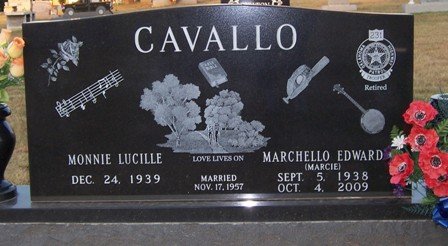 CAVALLO
Retired
MONNIE LUCILLE
DEC. 24, 1939
LOVE LIVES ON
MARRIED
NOV. 17, 1957
MARCHELLO EDWARD
(MARCIE)
SEPT. 5, 1938
OCT. 4, 2009